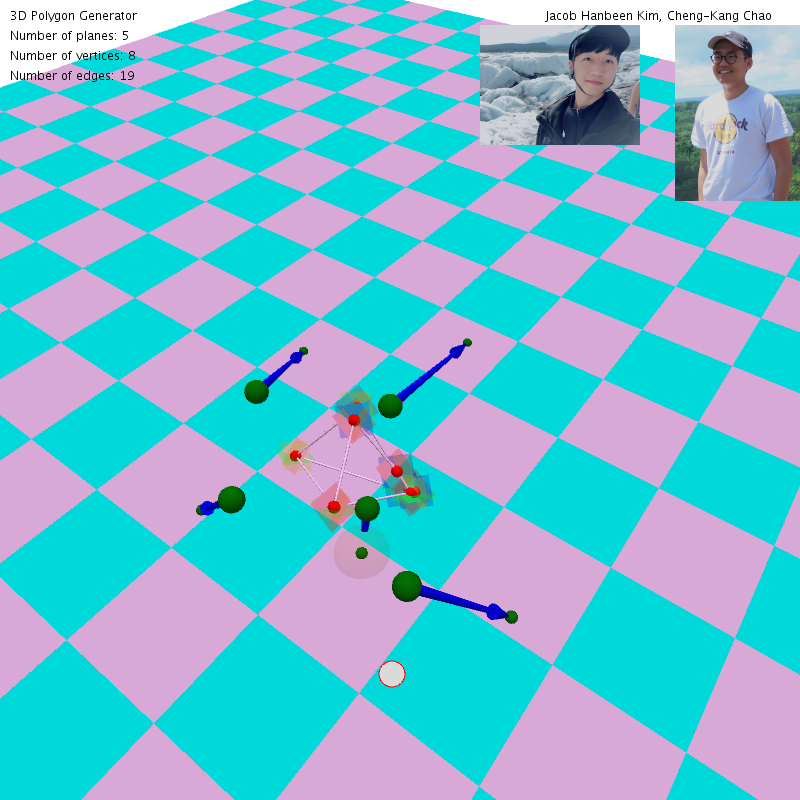 3D Polygon Generator
Jacob Hanbeen Kim, Cheng-Kang Chao
Number of planes: 5
Number of vertices: 8
Number of edges: 19